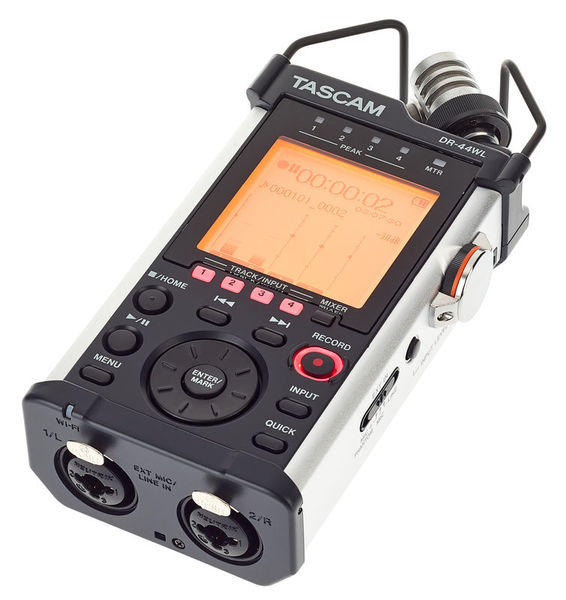 TASCAM
DR-44WL
1 2 3 4
PEAK
MTR
00:00:02
000101_0002
TRACK/INPUT
1 2 3 4
MIXER
■/HOME
RECORD
MENU
ENTER/
MARK
INPUT
QUICK
WI-FI
1/L
EXT MIC/
LINE IN
2/R